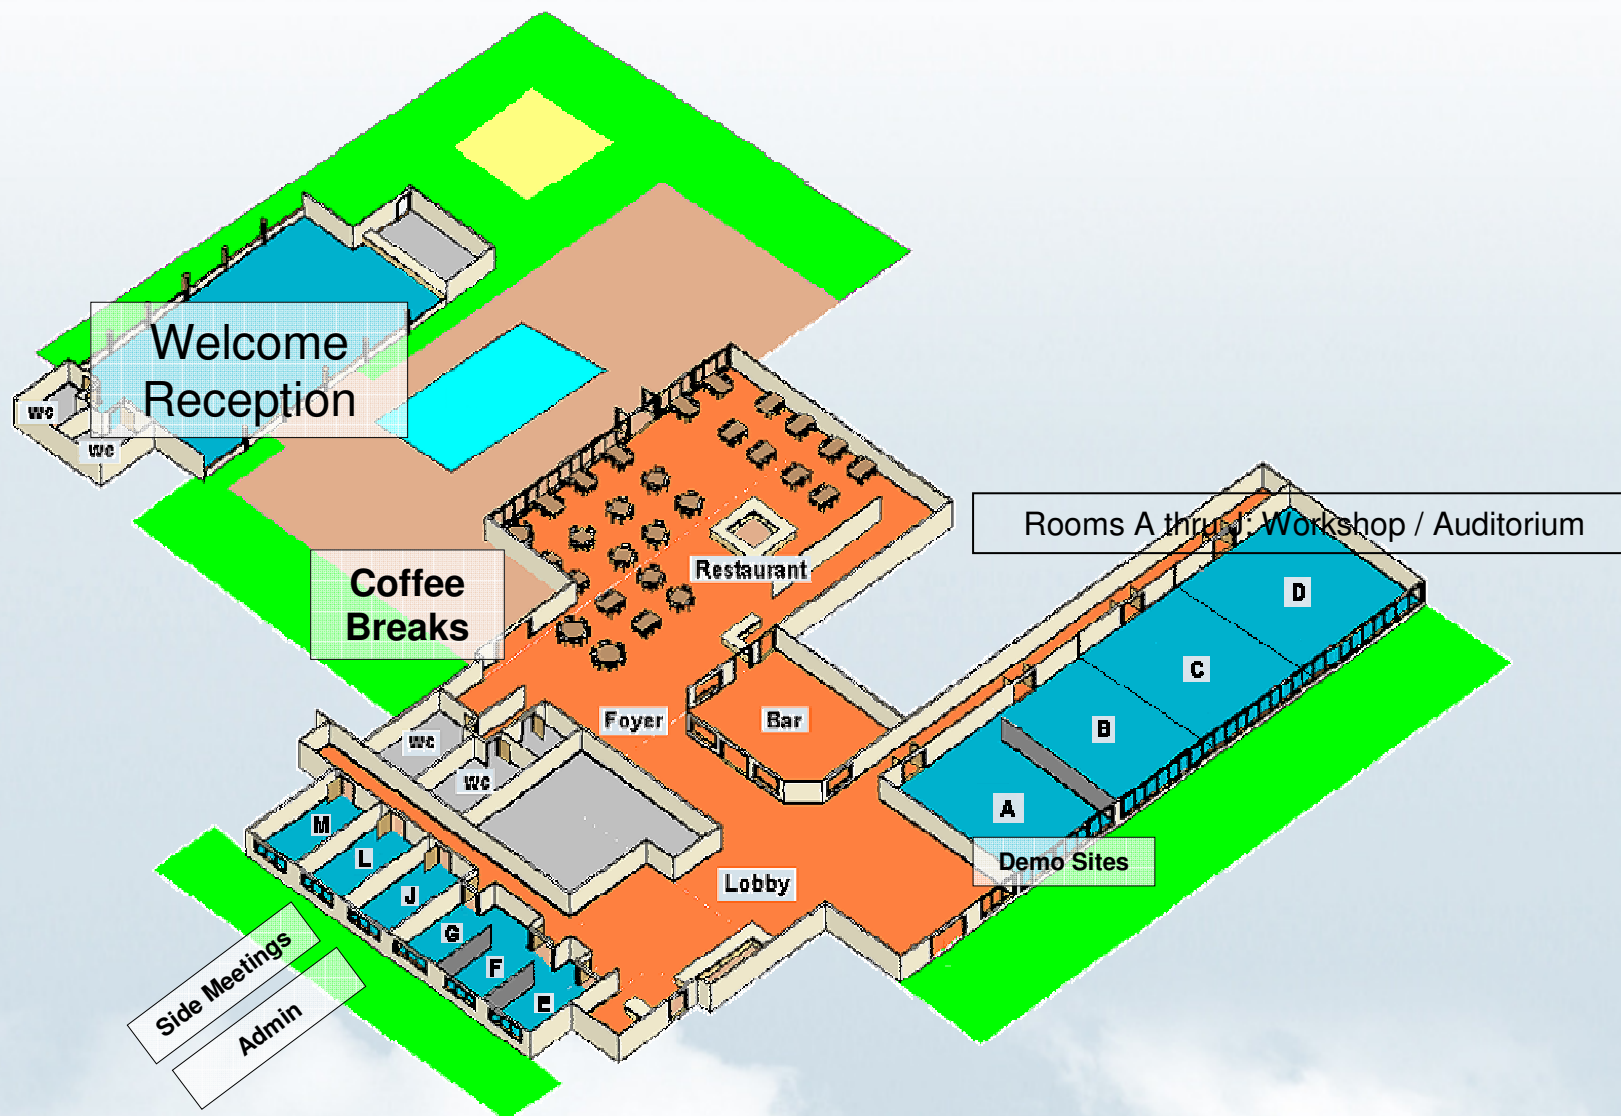 Welcome
Reception
wc
wc
Rooms A thru J: Workshop / Auditorium
Coffee
Breaks
Restaurant
D
C
Foyer
Bar
B
wc
wc
A
M
L
Demo Sites
Lobby
J
G
F
E
Side Meetings
Admin